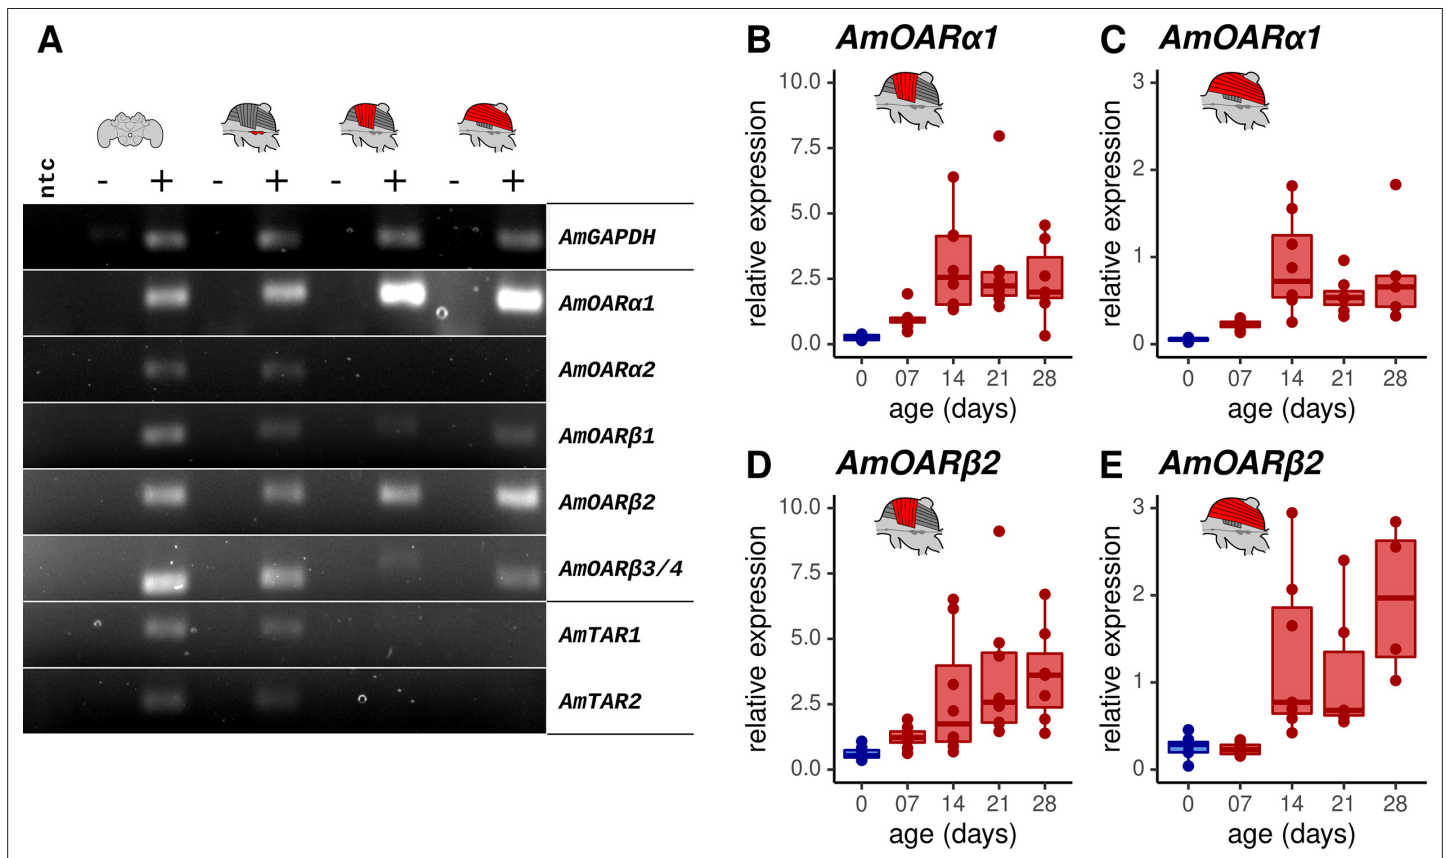 A
ntc - + - + - + - +
AmGAPDH
AmOARα1
AmOARα2
AmOARβ1
AmOARβ2
AmOARβ3/4
AmTAR1
AmTAR2
B AmOARα1
10.0
7.5
5.0
2.5
0.0
relative expression
0 07 14 21 28
age (days)
C AmOARα1
3
2
1
0
relative expression
0 07 14 21 28
age (days)
D AmOARβ2
10.0
7.5
5.0
2.5
0.0
relative expression
0 07 14 21 28
age (days)
E AmOARβ2
3
2
1
0
relative expression
0 07 14 21 28
age (days)